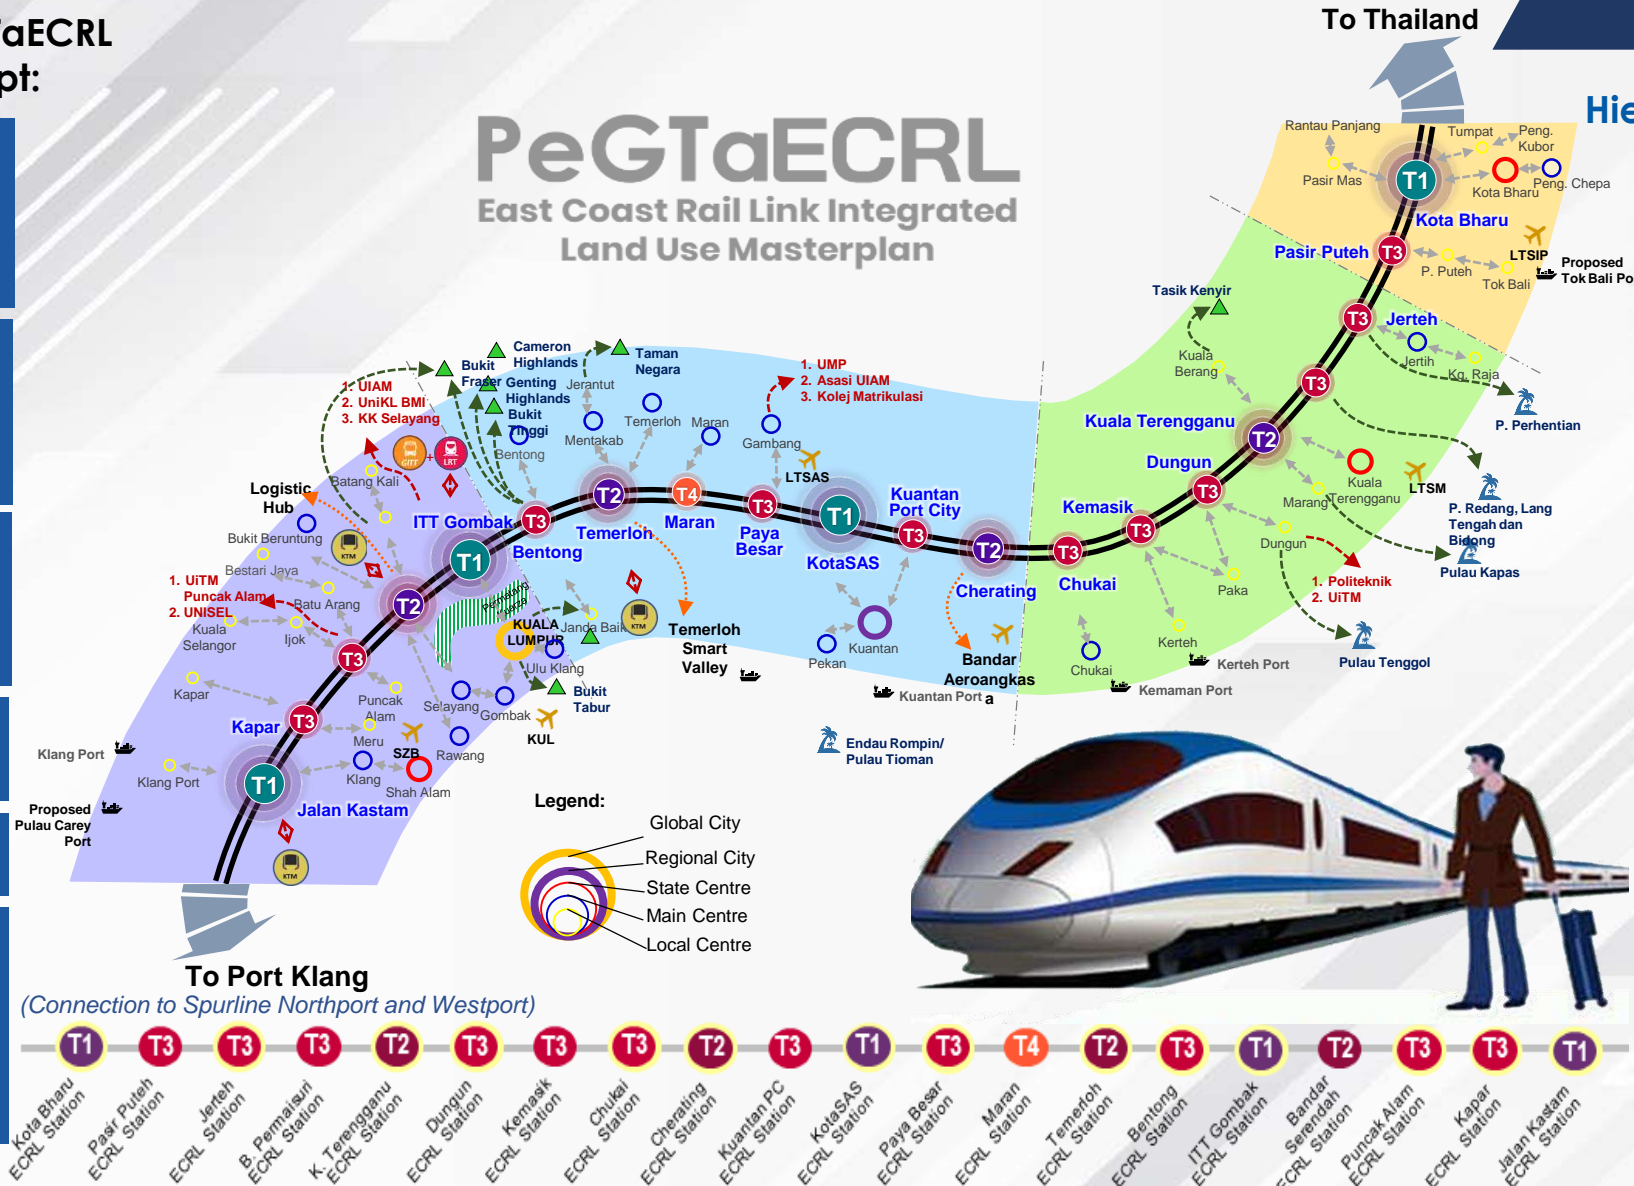 TaECRL
pt:
To Thailand
Hie
PeGTaECRL
East Coast Rail Link Integrated
Land Use Masterplan
Rantau Panjang
Tumpat
Peng.
Kubor
Pasir Mas
T1
Kota Bharu
Peng. Chepa
Kota Bharu
Pasir Puteh
T3
LTSIP
P. Puteh
Tok Bali
Proposed
Tok Bali Po
Tasik Kenyir
T3
Jerteh
Jertih
Kg. Raja
Kuala
Berang
T3
P. Perhentian
Kuala Terengganu
T2
Kuala
Terengganu
LTSM
Marang
P. Redang, Lang
Tengah dan
Bidong
Dungun
T3
Dungun
Pulau Kapas
1. Politeknik
2. UiTM
Pulau Tenggol
Kemasik
T3
Paka
Kerteh
Kerteh Port
T3
Chukai
Chukai
Kemaman Port
Cameron
Highlands
Bukit
Fraser
Genting
Highlands
Bukit
Tinggi
Taman
Negara
Jerantut
Mentakab
Temerloh
Maran
Bentong
1. UMP
2. Asasi UIAM
3. Kolej Matrikulasi
Gambang
LTSAS
1. UIAM
2. UniKL BMI
3. KK Selayang
GITT
+
LRT
Batang Kali
Logistic
Hub
ITT Gombak
T1
T3
Bentong
T2
Temerloh
T4
Maran
T3
Paya
Besar
T1
KotaSAS
Kuantan
Port City
T3
T2
Cherating
Bukit Beruntung
KTM
Bestari Jaya
1. UiTM
Puncak Alam
2. UNISEL
Batu Arang
T2
Kuala
Selangor
Ijok
T3
KUALA
LUMPUR
Janda Baik
KTM
Ulu Klang
Temerloh
Smart
Valley
Pekan
Kuantan
Bandar
Aeroangkas
a
Kuantan Port
Kapar
Puncak
Alam
Selayang
Gombak
Bukit
Tabur
KUL
Kapar
T3
Meru
SZB
Rawang
Klang Port
Klang Port
T1
Klang
Shah Alam
Jalan Kastam
Proposed
Pulau Carey
Port
KTM
Endau Rompin/
Pulau Tioman
Legend:
Global City
Regional City
State Centre
Main Centre
Local Centre
To Port Klang
(Connection to Spurline Northport and Westport)
T1
T3
T3
T3
T2
T3
T3
T3
T2
T3
T1
T3
T4
T2
T3
T1
T2
T3
T3
T1
Kota Bharu
ECRL Station
Pasir Puteh
ECRL Station
Jerteh
ECRL Station
B. Permaisuri
ECRL Station
K. Terengganu
ECRL Station
Dungun
ECRL Station
Kemasik
ECRL Station
Chukai
ECRL Station
Cherating
ECRL Station
Kuantan PC
ECRL Station
KotaSAS
ECRL Station
Paya Besar
ECRL Station
Maran
ECRL Station
Temerloh
ECRL Station
Bentong
ECRL Station
ITT Gombak
ECRL Station
Bandar
Serendah
ECRL Station
Puncak Alam
ECRL Station
Kapar
ECRL Station
Jalan Kastam
ECRL Station